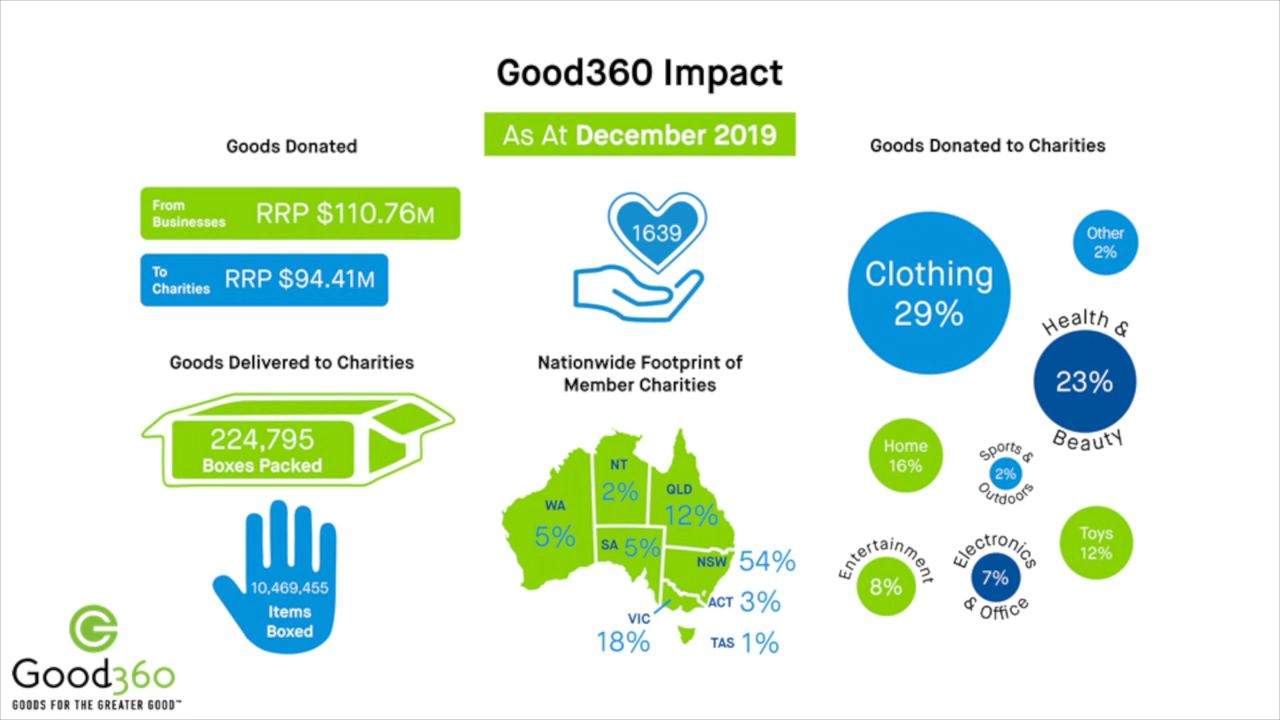 Good360 Impact
As At December 2019
Goods Donated
From
Businesses
RRP $110.76M
To
Charities
RRP $94.41M
1639
Goods Delivered to Charities
224,795
Boxes Packed
10,469,455
Items
Boxed
Nationwide Footprint of
Member Charities
NT
2%
WA
5%
QLD
12%
SA 5%
NSW 54%
ACT 3%
VIC
18%
TAS 1%
Goods Donated to Charities
Clothing
29%
Other
2%
Health &
23%
Beauty
Home
16%
Sports &
2%
Outdoors
Toys
12%
Entertainment
8%
Electronics
7%
& Office
Good360
GOODS FOR THE GREATER GOOD™